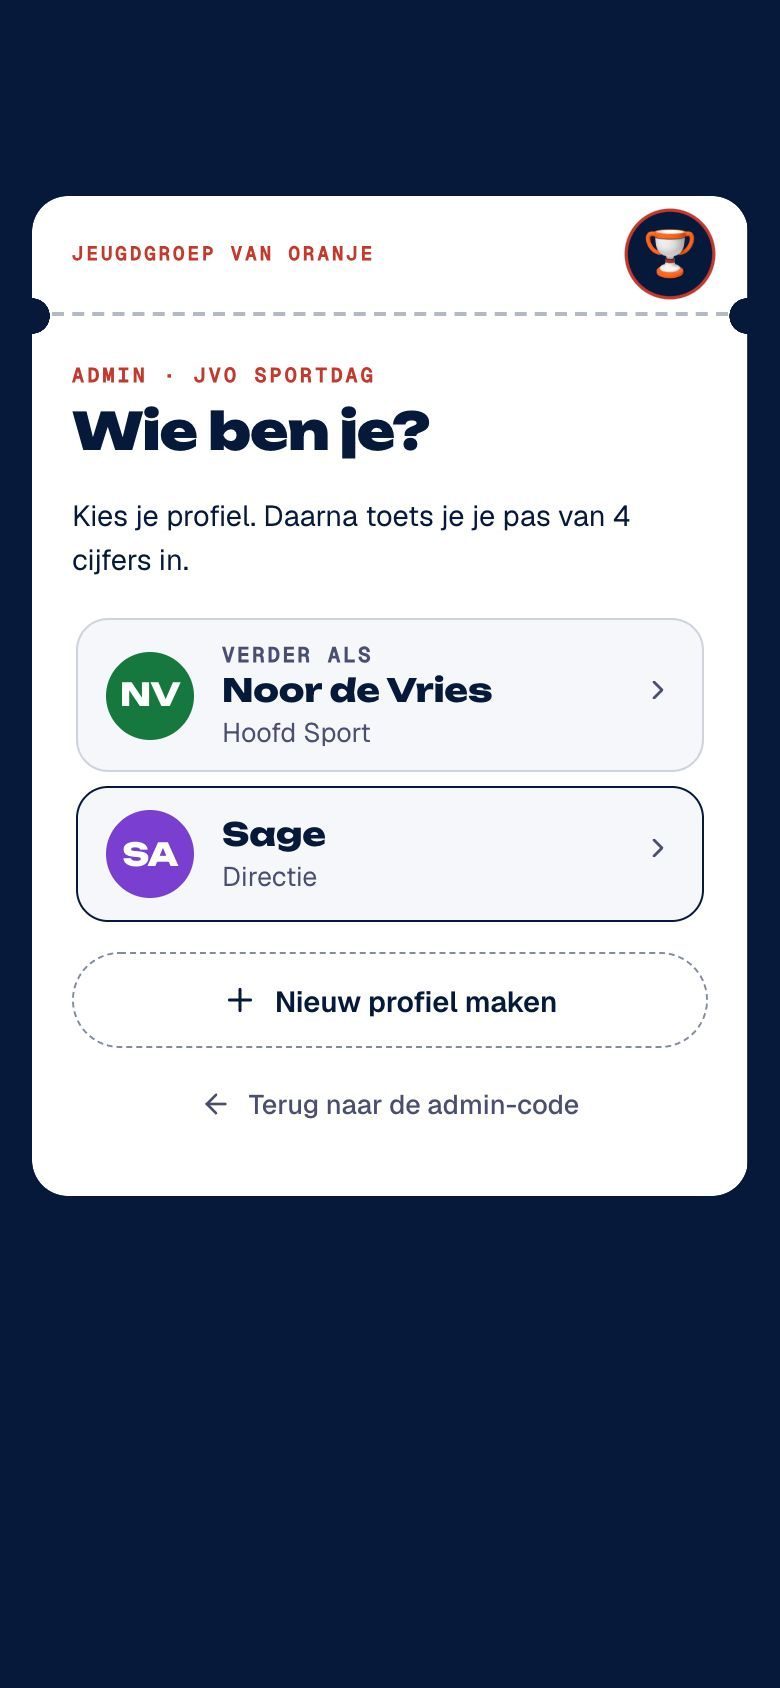 JEUGDGROEP VAN ORANJE
ADMIN · JVO SPORTDAG
Wie ben je?
Kies je profiel. Daarna toets je je pas van 4
cijfers in.
NV
VERDER ALS
Noor de Vries
Hoofd Sport
SA
Sage
Directie
Nieuw profiel maken
Terug naar de admin-code